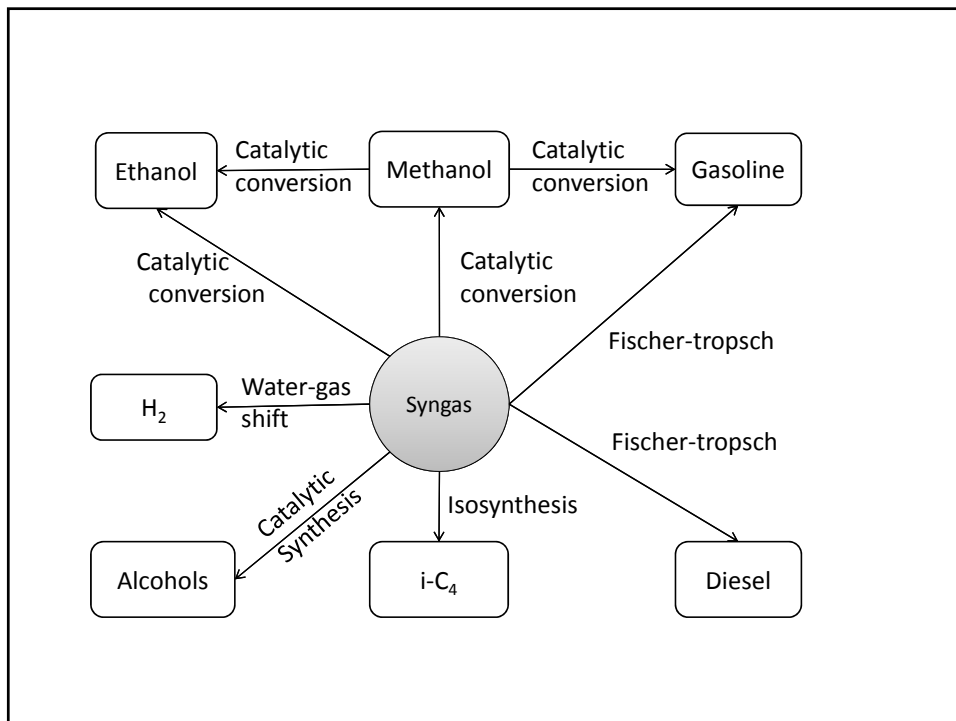 Ethanol
Catalytic
conversion
Methanol
Catalytic
conversion
Gasoline
Catalytic
conversion
Catalytic
conversion
Fischer-tropsch
H₂
Water-gas
shift
Syngas
Fischer-tropsch
Catalytic
Synthesis
Isosynthesis
Alcohols
i-C₄
Diesel